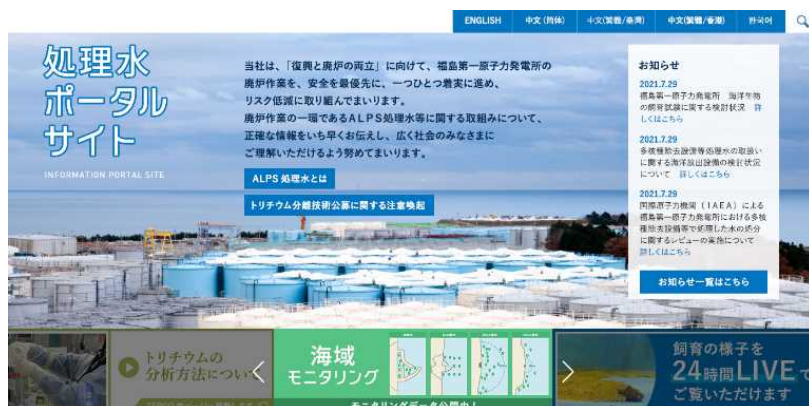 ENGLISH 中文 (简体) 中文(繁體/臺灣) 中文(繁體/香港) 한국어
処理水
ポータル
サイト
INFORMATION PORTAL SITE
当社は、「復興と廃炉の両立」に向けて、福島第一原子力発電所の
廃炉作業を、安全を最優先に、一つひとつ着実に進め、
リスク低減に取り組んでまいります。
廃炉作業の一環であるALPS処理水等に関する取組みについて、
正確な情報をいち早くお伝えし、広く社会のみなさまに
ご理解いただけるよう努めてまいります。
ALPS 処理水とは
トリチウム分離技術公募に関する注意喚起
お知らせ
2021.7.29
福島第一原子力発電所 海洋生物
の飼育試験に関する検討状況 詳
しくはこちら
2021.7.29
多核種除去設備等処理水の取扱い
に関する海洋放出設備の検討状況
について 詳しくはこちら
2021.7.29
国際原子力機関(IAEA)による
福島第一原子力発電所における多核
種除去設備等で処理した水の処分
に関するレビューの実施について
詳しくはこちら
お知らせ一覧はこちら
トリチウムの
分析方法について
海域
モニタリング
モニタリングデータ公開中!
飼育の様子を
24時間LIVEで
ご覧いただけます